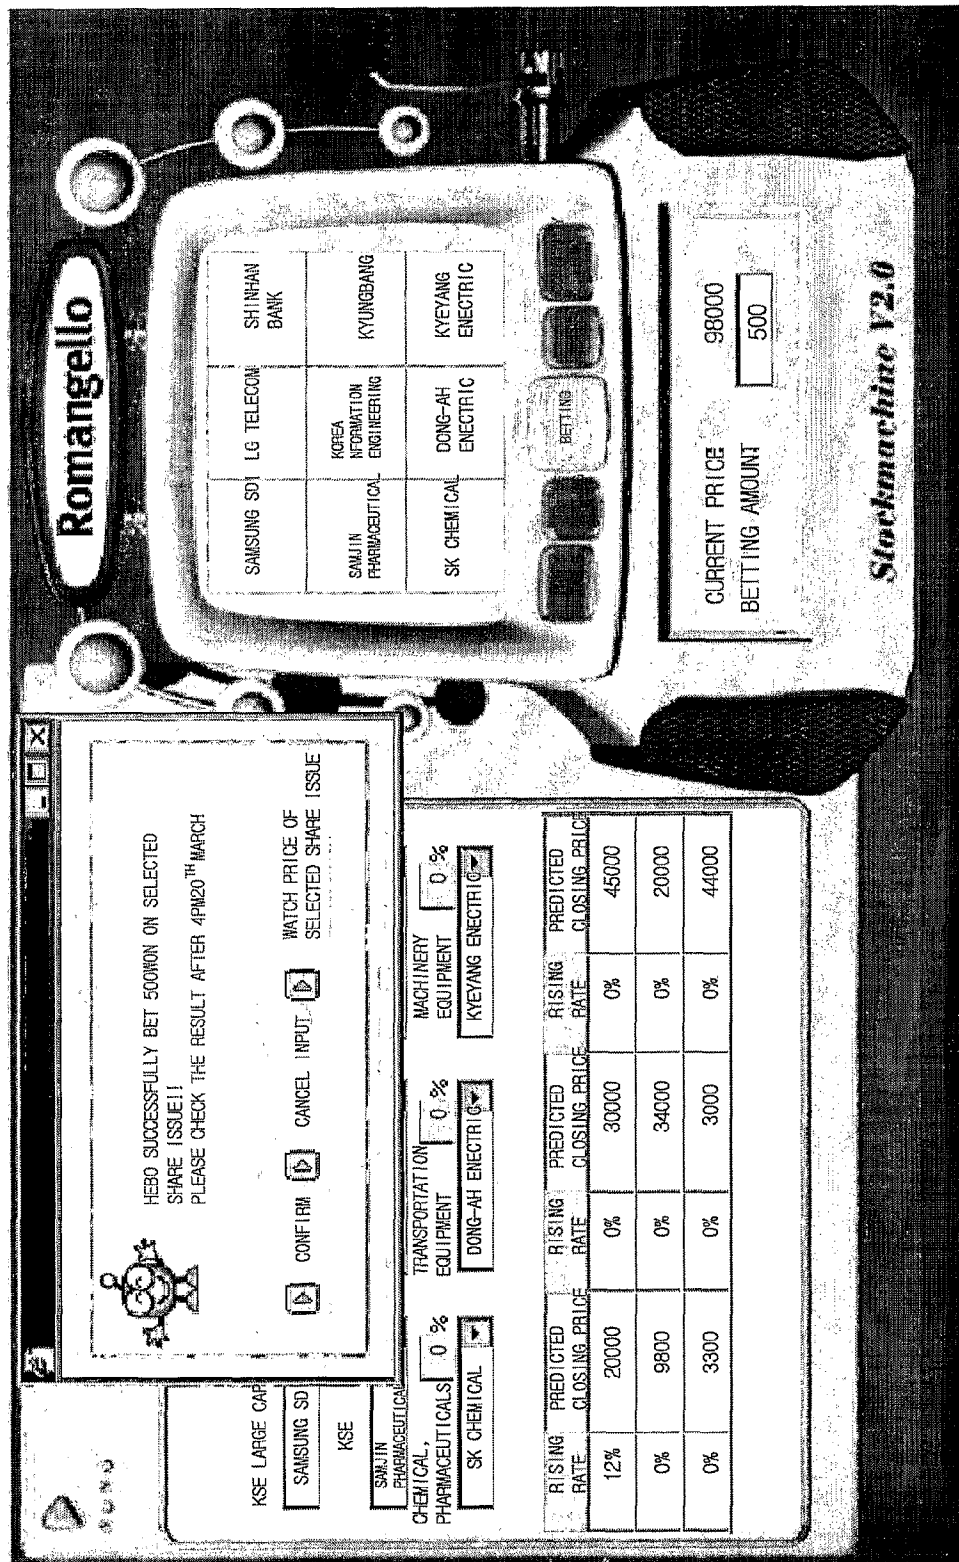 Romangello
HEBO SUCCESSFULLY BET 500WON ON SELECTED
SHARE ISSUE!!
PLEASE CHECK THE RESULT AFTER 4PM20TH MARCH
CONFIRM
CANCEL INPUT
WATCH PRICE OF
SELECTED SHARE ISSUE
KSE LARGE CAP
SAMSUNG SD
KSE
SAMJIN
PHARMACEUTICAL
CHEMICAL,
PHARMACEUTICALS
0 %
SK CHEMICAL
TRANSPORTATION
EQUIPMENT
0 %
DONG-AH ENECTRIC
MACHINERY
EQUIPMENT
0 %
KYEYANG ENECTRIC
RISING RATE PREDICTED CLOSING PRICE RISING RATE PREDICTED CLOSING PRICE RISING RATE PREDICTED CLOSING PRICE
12% 20000 0% 30000 0% 45000
0% 9800 0% 34000 0% 20000
0% 3300 0% 3000 0% 44000
SAMSUNG SDI LG TELECOM SHINHAN BANK
SAMJIN PHARMACEUTICAL KOREA NFORMATION ENGINEERING KYUNGBANG
SK CHEMICAL DONG-AH ENECTRIC KYEYANG ENECTRIC
BETTING
CURRENT PRICE 98000
BETTING AMOUNT 500
Stockmachine V2.0